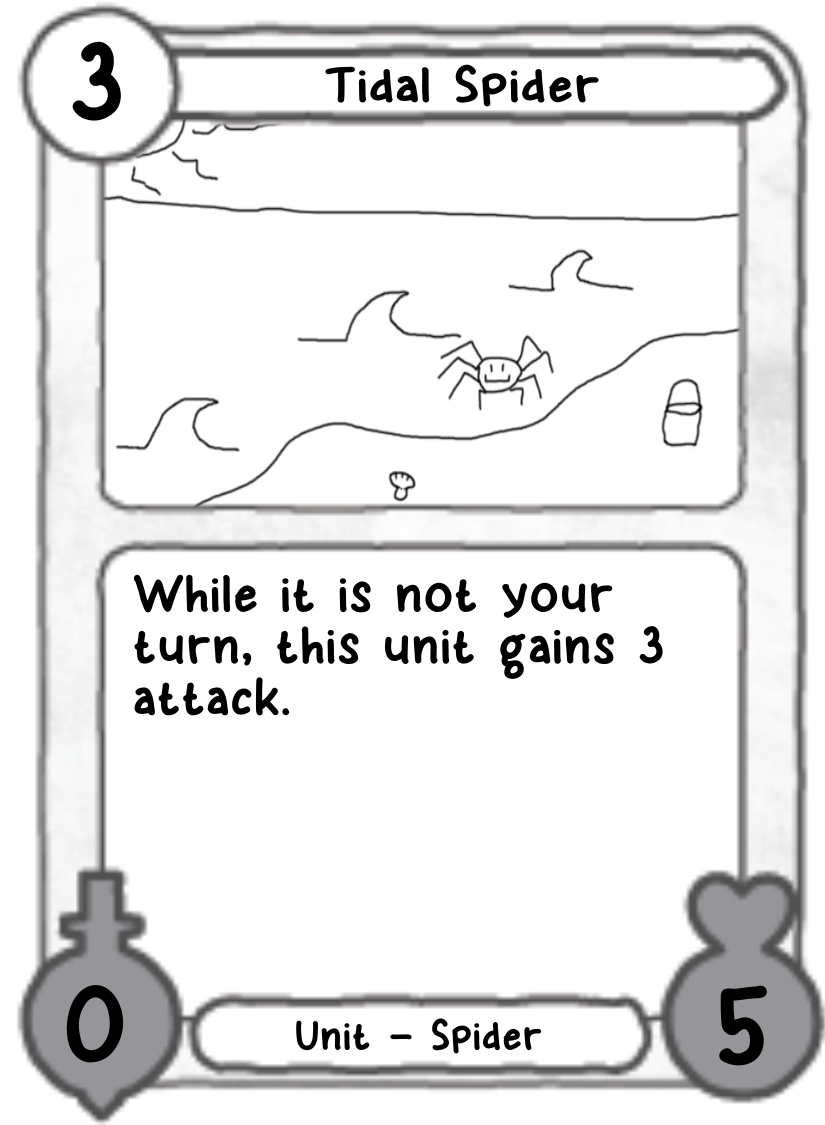 3
Tidal Spider
While it is not your
turn, this unit gains 3
attack.
0
Unit - Spider
5